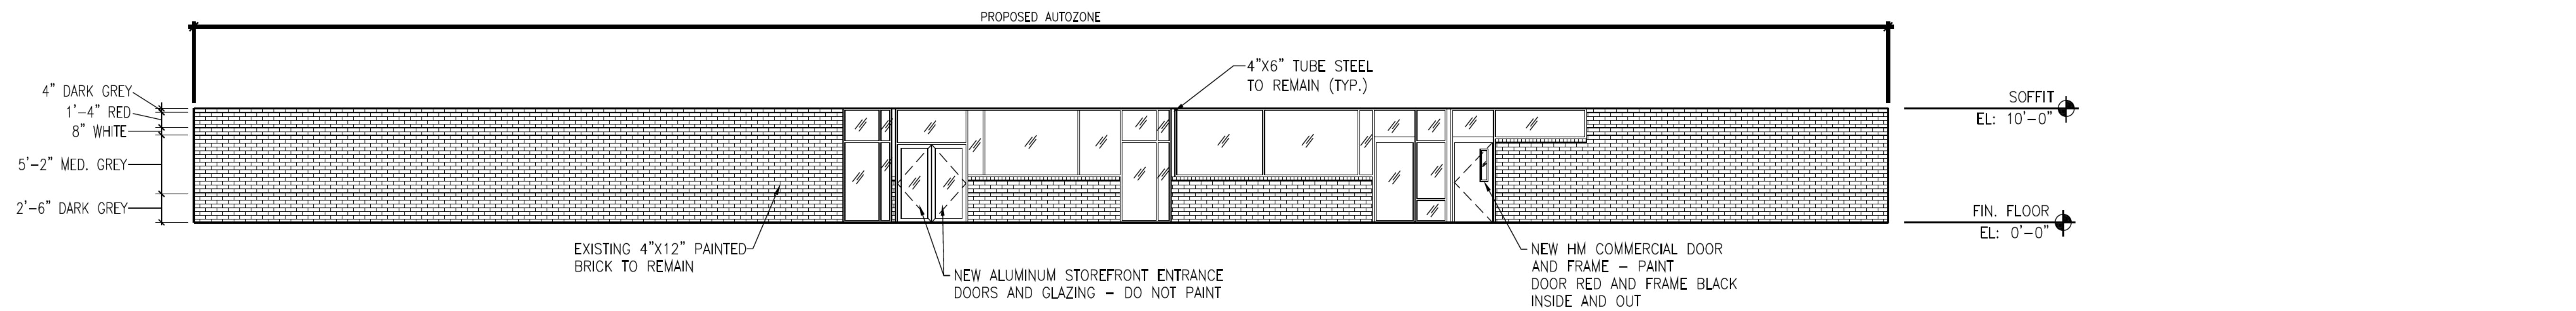 PROPOSED AUTOZONE
4"X6" TUBE STEEL
TO REMAIN (TYP.)
4" DARK GREY
1'-4" RED
8" WHITE
5'-2" MED. GREY
2'-6" DARK GREY
SOFFIT
EL: 10'-0"
FIN. FLOOR
EL: 0'-0"
EXISTING 4"X12" PAINTED
BRICK TO REMAIN
NEW ALUMINUM STOREFRONT ENTRANCE
DOORS AND GLAZING - DO NOT PAINT
NEW HM COMMERCIAL DOOR
AND FRAME - PAINT
DOOR RED AND FRAME BLACK
INSIDE AND OUT